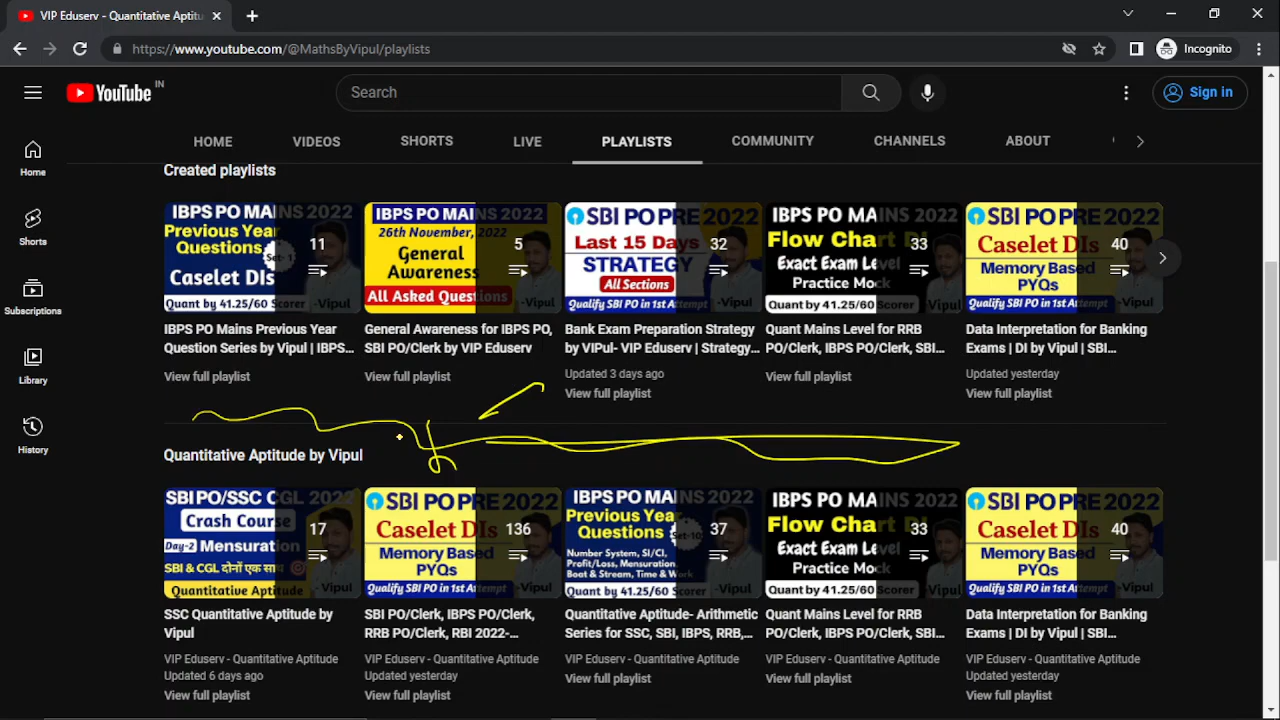 VIP Eduserv - Quantitative Aptitu
https://www.youtube.com/@MathsByVipul/playlists
Incognito
YouTube IN
Search
Sign in
HOME
VIDEOS
SHORTS
LIVE
PLAYLISTS
COMMUNITY
CHANNELS
ABOUT
Home
Shorts
Subscriptions
Library
History
Created playlists
IBPS PO MAINS 2022
Previous Year
Questions
Set-1
Caselet DIs
Quant by 41.25/60 Scorer
-Vipul
11
IBPS PO Mains Previous Year
Question Series by Vipul | IBPS...
View full playlist
IBPS PO MAINS 2022
26th November, 2022
General
Awareness
All Asked Questions
-Vipul
5
General Awareness for IBPS PO,
SBI PO/Clerk by VIP Eduserv
View full playlist
SBI PO PRE 2022
Last 15 Days
STRATEGY
All Sections
Qualify SBI PO in 1st Attempt
-Vipul
32
Bank Exam Preparation Strategy
by VIPul- VIP Eduserv | Strategy...
Updated 3 days ago
View full playlist
IBPS PO MAINS 2022
Flow Chart DI
Exact Exam Level
Practice Mock
Quant by 41.25/60 Scorer
Vipul
33
Quant Mains Level for RRB
PO/Clerk, IBPS PO/Clerk, SBI...
View full playlist
SBI PO PRE 2022
Caselet DIs
Memory Based
PYQs
Qualify SBI PO in 1st Attempt
-Vipul
40
Data Interpretation for Banking
Exams | DI by Vipul | SBI...
Updated yesterday
View full playlist
Quantitative Aptitude by Vipul
SBI PO/SSC CGL 2022
Crash Course
Day-2 Mensuration
SBI & CGL दोनों एक साथ
Quantitative Aptitude
-Vipul
17
SSC Quantitative Aptitude by
Vipul
VIP Eduserv - Quantitative Aptitude
Updated 6 days ago
View full playlist
SBI PO PRE 2022
Caselet DIs
Memory Based
PYQs
Qualify SBI PO in 1st Attempt
-Vipul
136
SBI PO/Clerk, IBPS PO/Clerk,
RRB PO/Clerk, RBI 2022-...
VIP Eduserv - Quantitative Aptitude
Updated yesterday
View full playlist
IBPS PO MAINS 2022
Previous Year
Questions
Set-10
Number System, SI/CI,
Profit/Loss, Mensuration
Boat & Stream, Time & Work
Quant by 41.25/60 Scorer
-Vipul
37
Quantitative Aptitude- Arithmetic
Series for SSC, SBI, IBPS, RRB,...
VIP Eduserv - Quantitative Aptitude
View full playlist
IBPS PO MAINS 2022
Flow Chart DI
Exact Exam Level
Practice Mock
Quant by 41.25/60 Scorer
Vipul
33
Quant Mains Level for RRB
PO/Clerk, IBPS PO/Clerk, SBI...
VIP Eduserv - Quantitative Aptitude
View full playlist
SBI PO PRE 2022
Caselet DIs
Memory Based
PYQs
Qualify SBI PO in 1st Attempt
-Vipul
40
Data Interpretation for Banking
Exams | DI by Vipul | SBI...
VIP Eduserv - Quantitative Aptitude
Updated yesterday
View full playlist